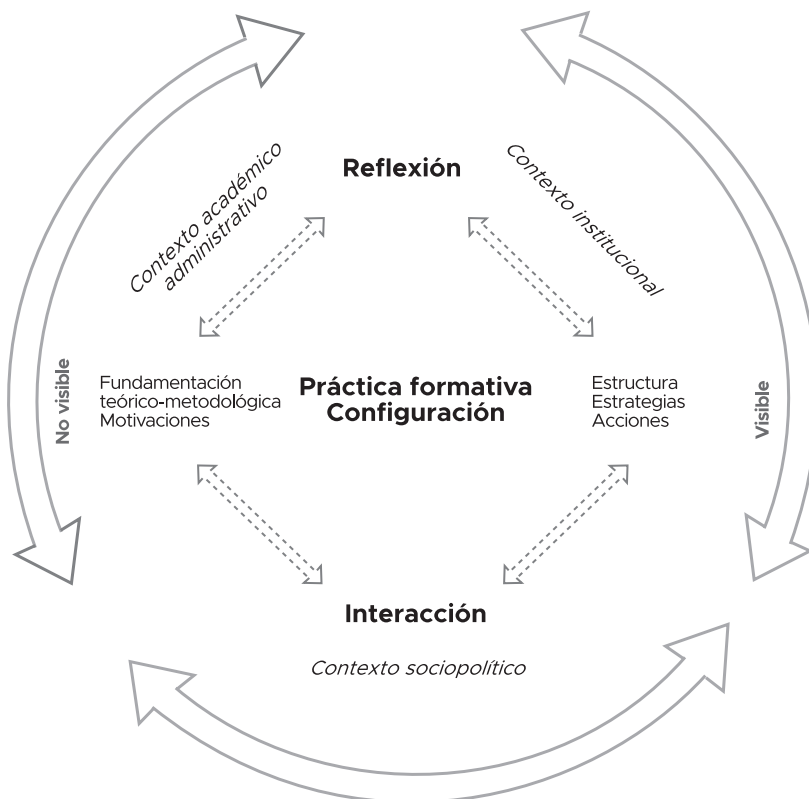 Reflexión
Contexto académico
administrativo
Contexto institucional
No visible
Fundamentación
teórico-metodológica
Motivaciones
Práctica formativa
Configuración
Estructura
Estrategias
Acciones
Visible
Interacción
Contexto sociopolítico